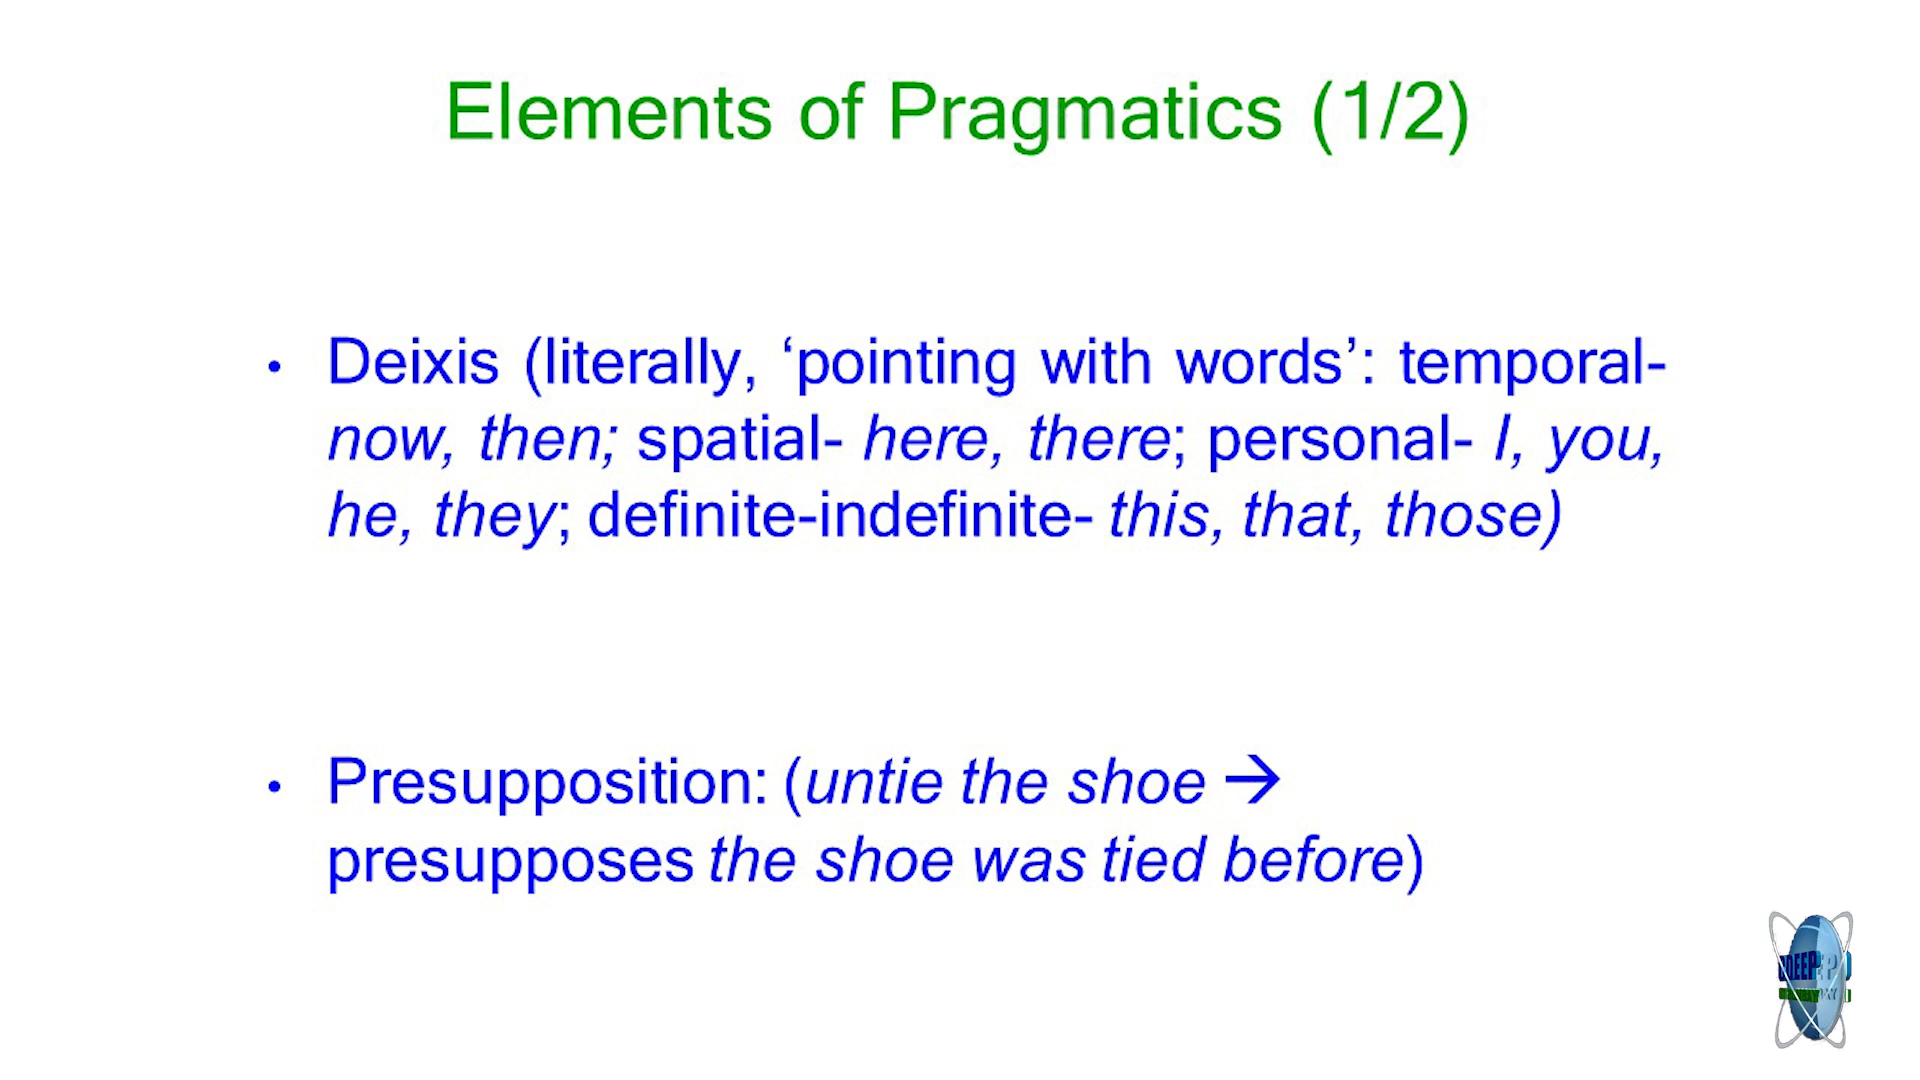 Elements of Pragmatics (1/2)
• Deixis (literally, ‘pointing with words’: temporal-
now, then; spatial- here, there; personal- I, you,
he, they; definite-indefinite- this, that, those)
• Presupposition: (untie the shoe →
presupposes the shoe was tied before)